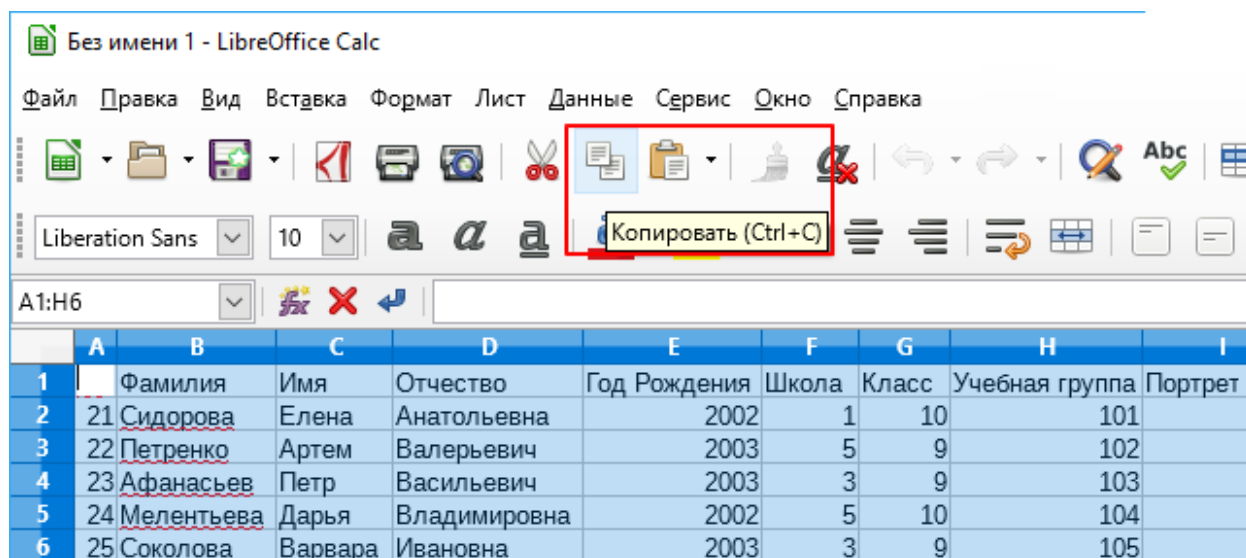 Без имени 1 - LibreOffice Calc
Файл Правка Вид Вставка Формат Лист Данные Сервис Окно Справка
Abc
Liberation Sans 10 a a a Копировать (Ctrl+C)
A1:H6 fx
A B C D E F G H I
1 Фамилия Имя Отчество Год Рождения Школа Класс Учебная группа Портрет
2 21 Сидорова Елена Анатольевна 2002 1 10 101
3 22 Петренко Артем Валерьевич 2003 5 9 102
4 23 Афанасьев Петр Васильевич 2003 3 9 103
5 24 Мелентьева Дарья Владимировна 2002 5 10 104
6 25 Соколова Варвара Ивановна 2003 3 9 105